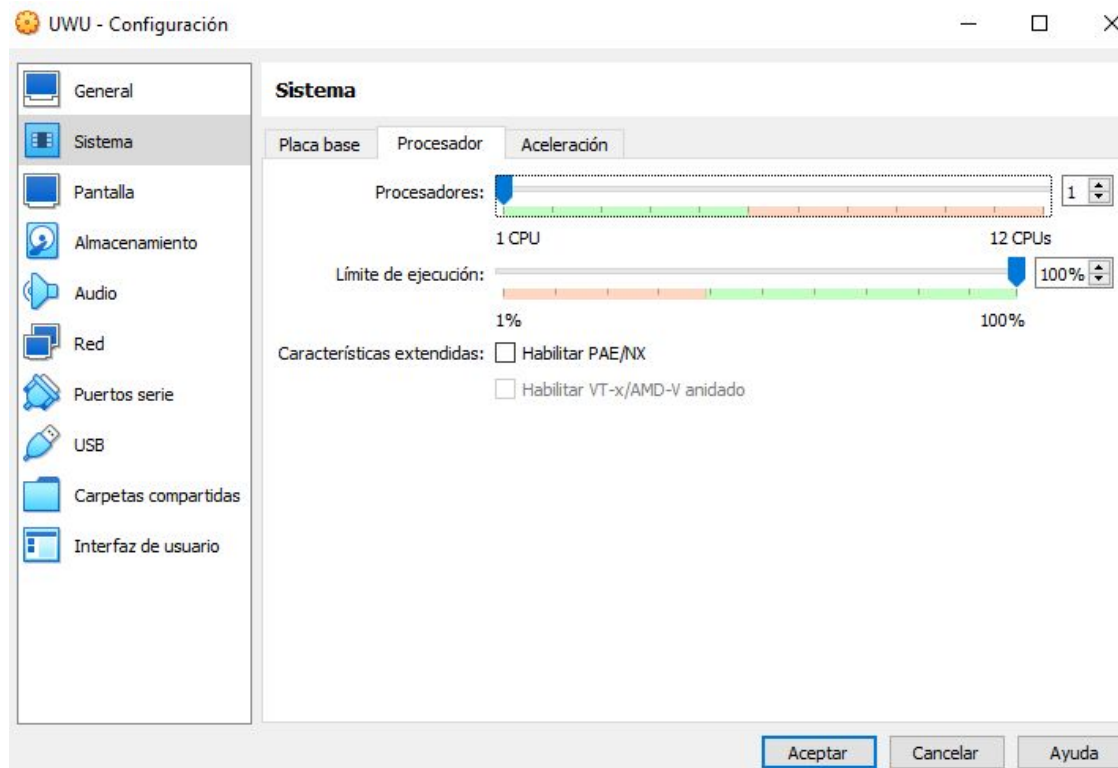 UWU - Configuración
General
Sistema
Pantalla
Almacenamiento
Audio
Red
Puertos serie
USB
Carpetas compartidas
Interfaz de usuario
Sistema
Placa base Procesador Aceleración
Procesadores: 1
1 CPU 12 CPUs
Límite de ejecución: 100%
1% 100%
Características extendidas: Habilitar PAE/NX
Habilitar VT-x/AMD-V anidado
Aceptar Cancelar Ayuda